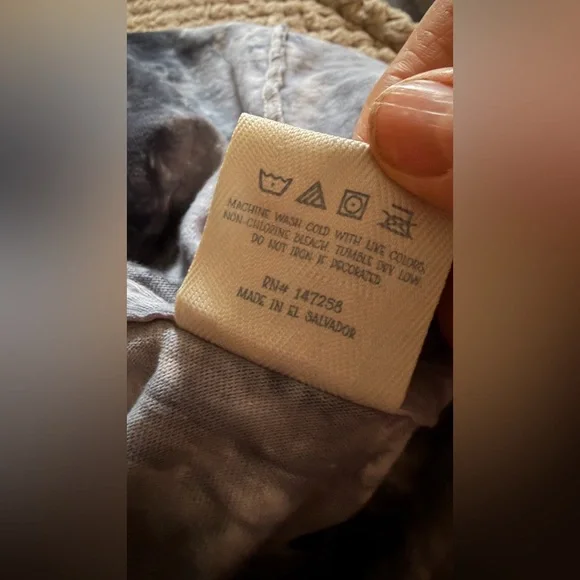 MACHINE WASH COLD WITH LIKE COLORS,
NON-CHLORINE BLEACH, TUMBLE DRY LOW.
DO NOT IRON IF DECORATED
RN# 147258
MADE IN EL SALVADOR